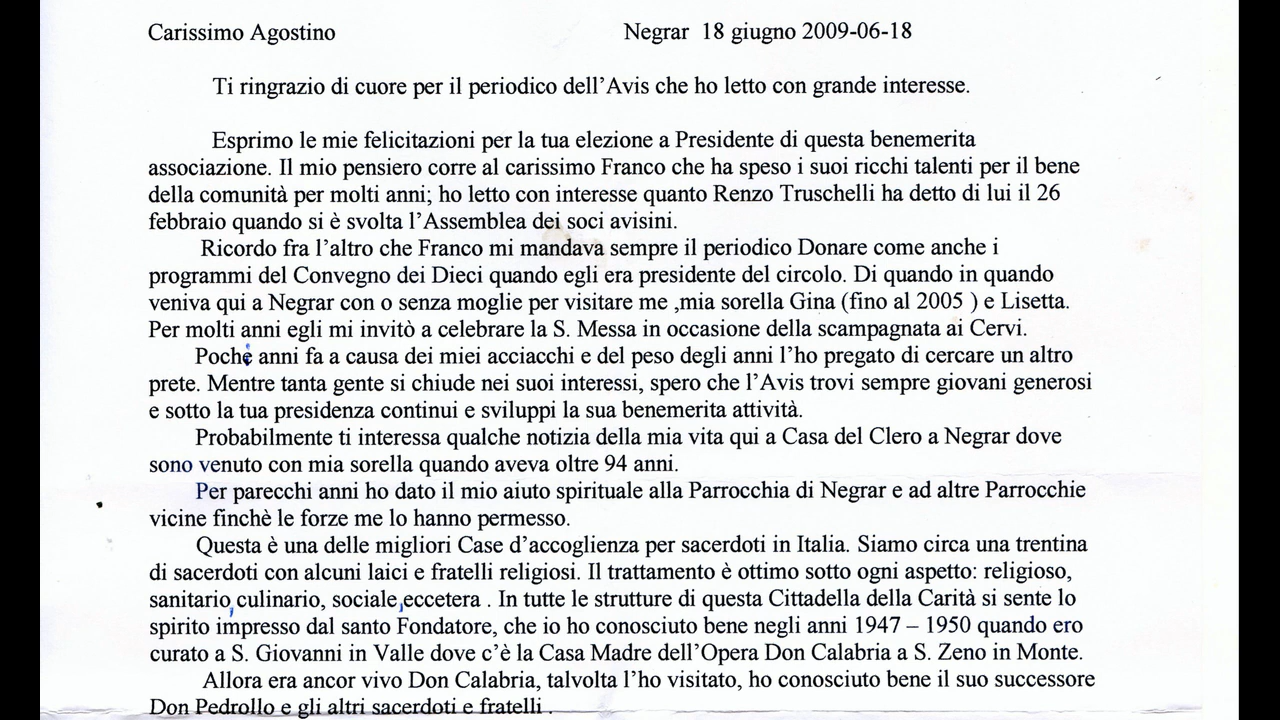 Carissimo Agostino Negrar 18 giugno 2009-06-18
Ti ringrazio di cuore per il periodico dell'Avis che ho letto con grande interesse.
Esprimo le mie felicitazioni per la tua elezione a Presidente di questa benemerita
associazione. Il mio pensiero corre al carissimo Franco che ha speso i suoi ricchi talenti per il bene
della comunità per molti anni; ho letto con interesse quanto Renzo Truschelli ha detto di lui il 26
febbraio quando si è svolta l'Assemblea dei soci avisini.
Ricordo fra l'altro che Franco mi mandava sempre il periodico Donare come anche i
programmi del Convegno dei Dieci quando egli era presidente del circolo. Di quando in quando
veniva qui a Negrar con o senza moglie per visitare me ,mia sorella Gina (fino al 2005 ) e Lisetta.
Per molti anni egli mi invitò a celebrare la S. Messa in occasione della scampagnata ai Cervi.
Pochi anni fa a causa dei miei acciacchi e del peso degli anni l'ho pregato di cercare un altro
prete. Mentre tanta gente si chiude nei suoi interessi, spero che l'Avis trovi sempre giovani generosi
e sotto la tua presidenza continui e sviluppi la sua benemerita attività.
Probabilmente ti interessa qualche notizia della mia vita qui a Casa del Clero a Negrar dove
sono venuto con mia sorella quando aveva oltre 94 anni.
Per parecchi anni ho dato il mio aiuto spirituale alla Parrocchia di Negrar e ad altre Parrocchie
vicine finchè le forze me lo hanno permesso.
Questa è una delle migliori Case d'accoglienza per sacerdoti in Italia. Siamo circa una trentina
di sacerdoti con alcuni laici e fratelli religiosi. Il trattamento è ottimo sotto ogni aspetto: religioso,
sanitario, culinario, sociale,eccetera . In tutte le strutture di questa Cittadella della Carità si sente lo
spirito impresso dal santo Fondatore, che io ho conosciuto bene negli anni 1947 – 1950 quando ero
curato a S. Giovanni in Valle dove c'è la Casa Madre dell'Opera Don Calabria a S. Zeno in Monte.
Allora era ancor vivo Don Calabria, talvolta l'ho visitato, ho conosciuto bene il suo successore
Don Pedrollo e gli altri sacerdoti e fratelli .